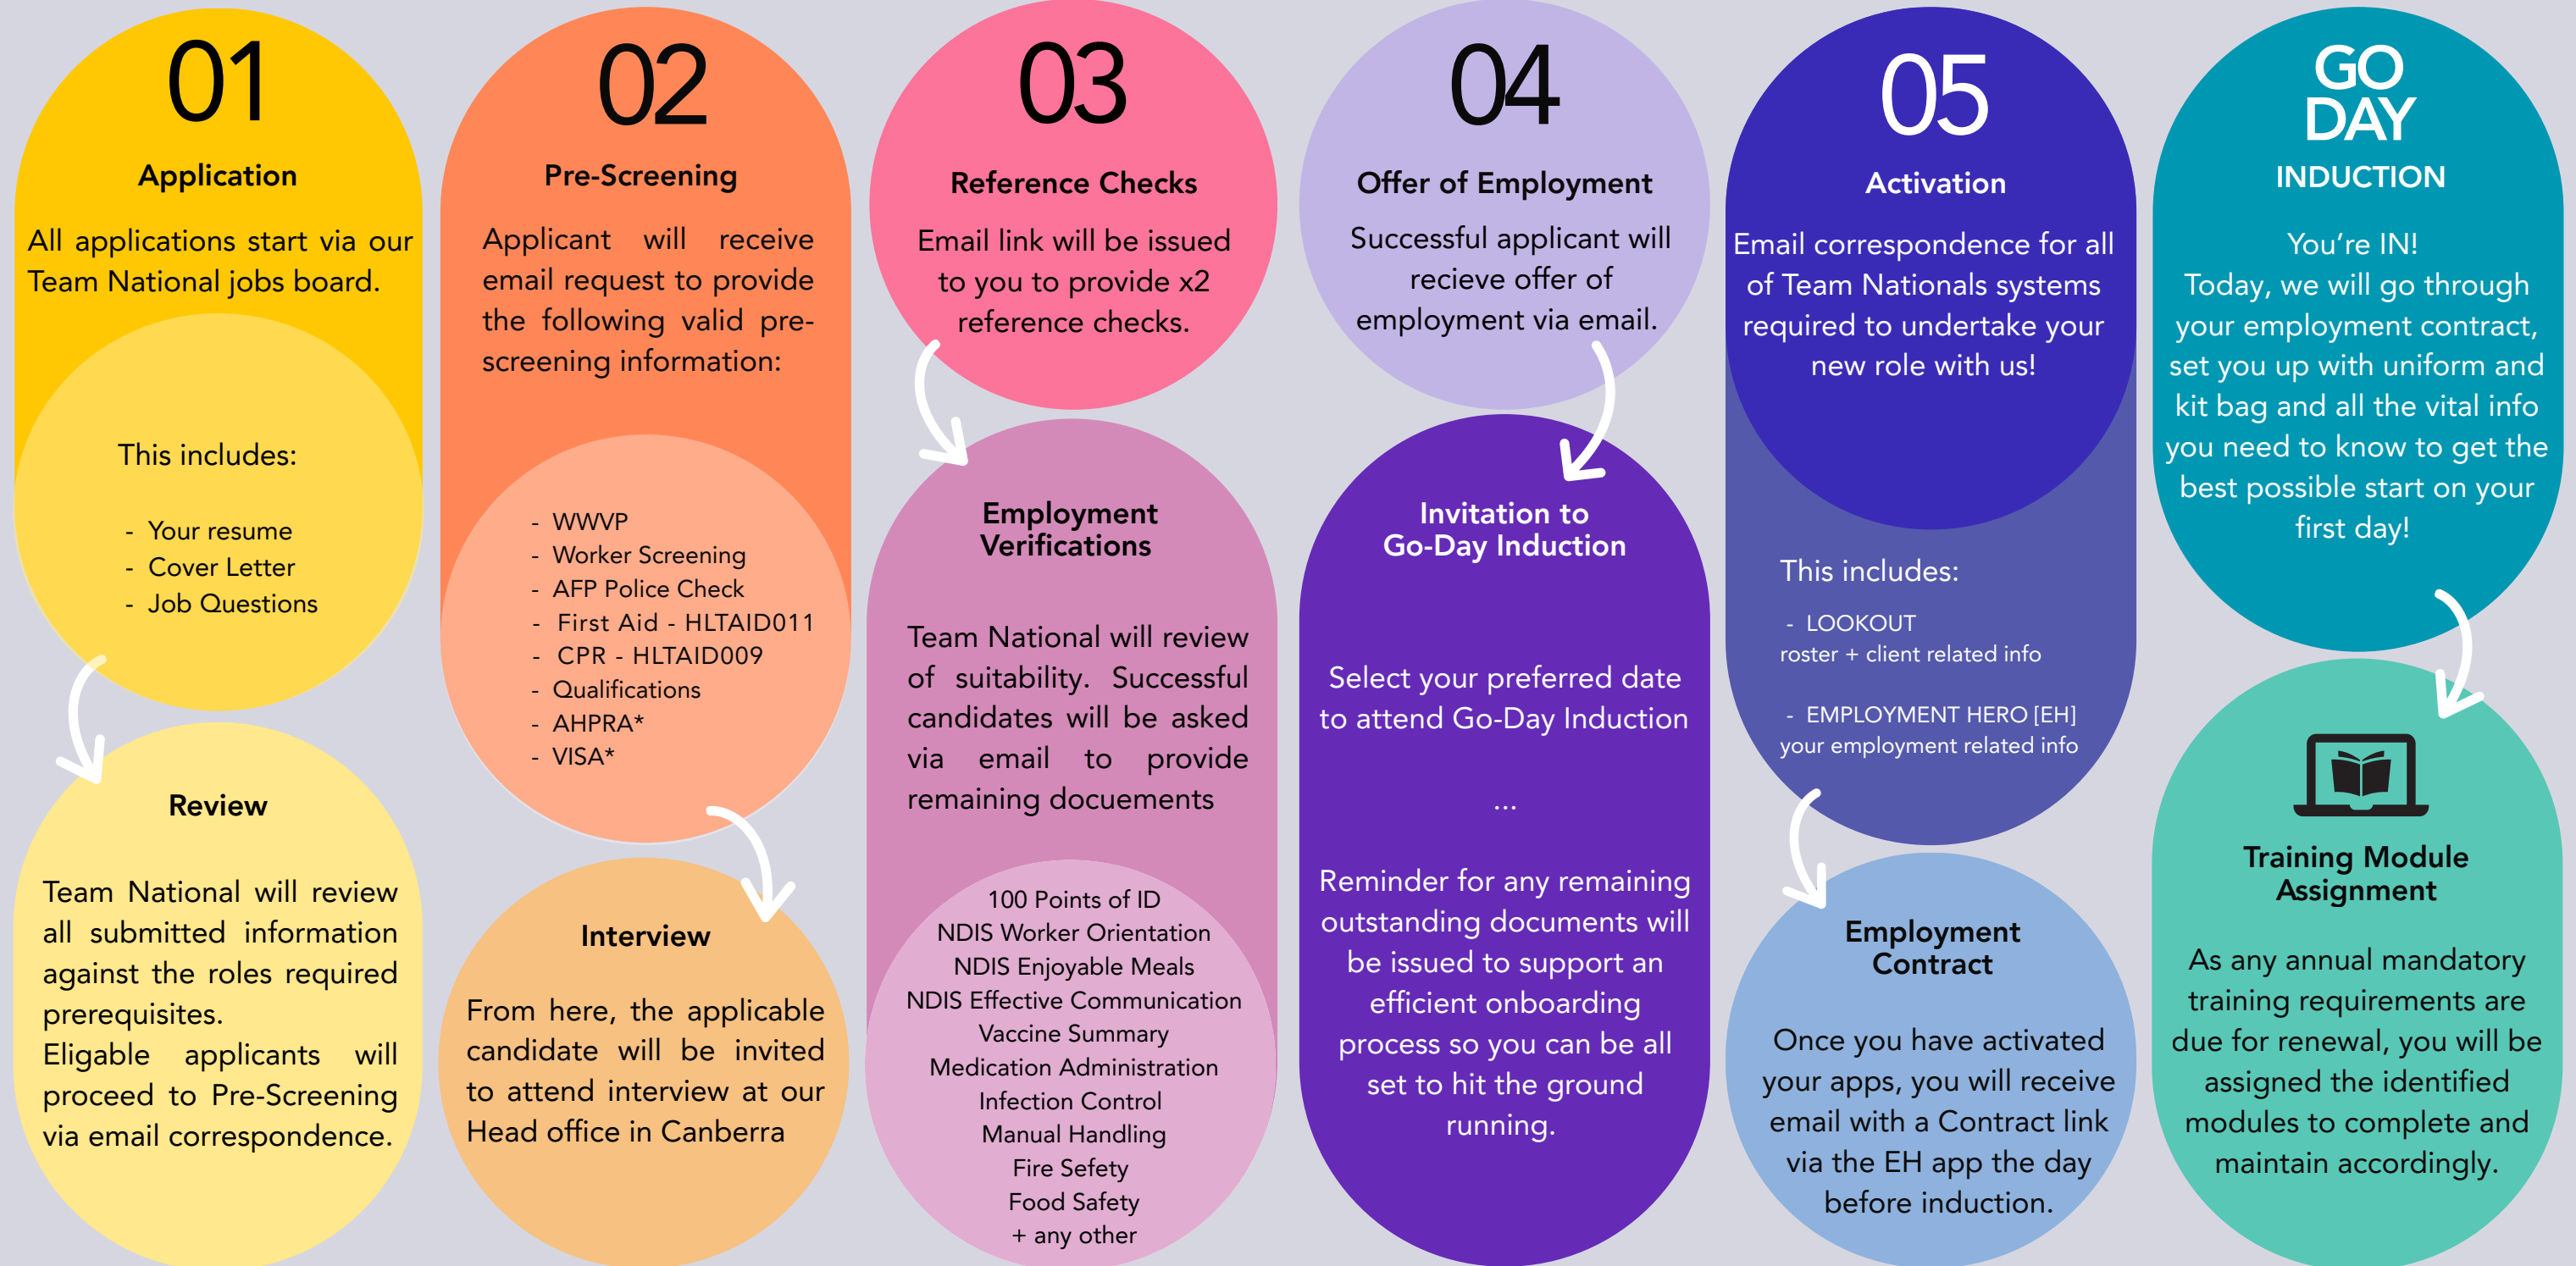 01
Application
All applications start via our
Team National jobs board.
This includes:
- Your resume
- Cover Letter
- Job Questions
Review
Team National will review
all submitted information
against the roles required
prerequisites.
Eligable applicants will
proceed to Pre-Screening
via email correspondence.
02
Pre-Screening
Applicant will receive
email request to provide
the following valid pre-
screening information:
- WWVP
- Worker Screening
- AFP Police Check
- First Aid - HLTAID011
- CPR - HLTAID009
- Qualifications
- AHPRA*
- VISA*
Interview
From here, the applicable
candidate will be invited
to attend interview at our
Head office in Canberra
03
Reference Checks
Email link will be issued
to you to provide x2
reference checks.
Employment
Verifications
Team National will review
of suitability. Successful
candidates will be asked
via email to provide
remaining docuements
100 Points of ID
NDIS Worker Orientation
NDIS Enjoyable Meals
NDIS Effective Communication
Vaccine Summary
Medication Administration
Infection Control
Manual Handling
Fire Sefety
Food Safety
+ any other
04
Offer of Employment
Successful applicant will
recieve offer of
employment via email.
Invitation to
Go-Day Induction
Select your preferred date
to attend Go-Day Induction
...
Reminder for any remaining
outstanding documents will
be issued to support an
efficient onboarding
process so you can be all
set to hit the ground
running.
05
Activation
Email correspondence for all
of Team Nationals systems
required to undertake your
new role with us!
This includes:
- LOOKOUT
roster + client related info
- EMPLOYMENT HERO [EH]
your employment related info
Employment
Contract
Once you have activated
your apps, you will receive
email with a Contract link
via the EH app the day
before induction.
GO
DAY
INDUCTION
You're IN!
Today, we will go through
your employment contract,
set you up with uniform and
kit bag and all the vital info
you need to know to get the
best possible start on your
first day!
Training Module
Assignment
As any annual mandatory
training requirements are
due for renewal, you will be
assigned the identified
modules to complete and
maintain accordingly.